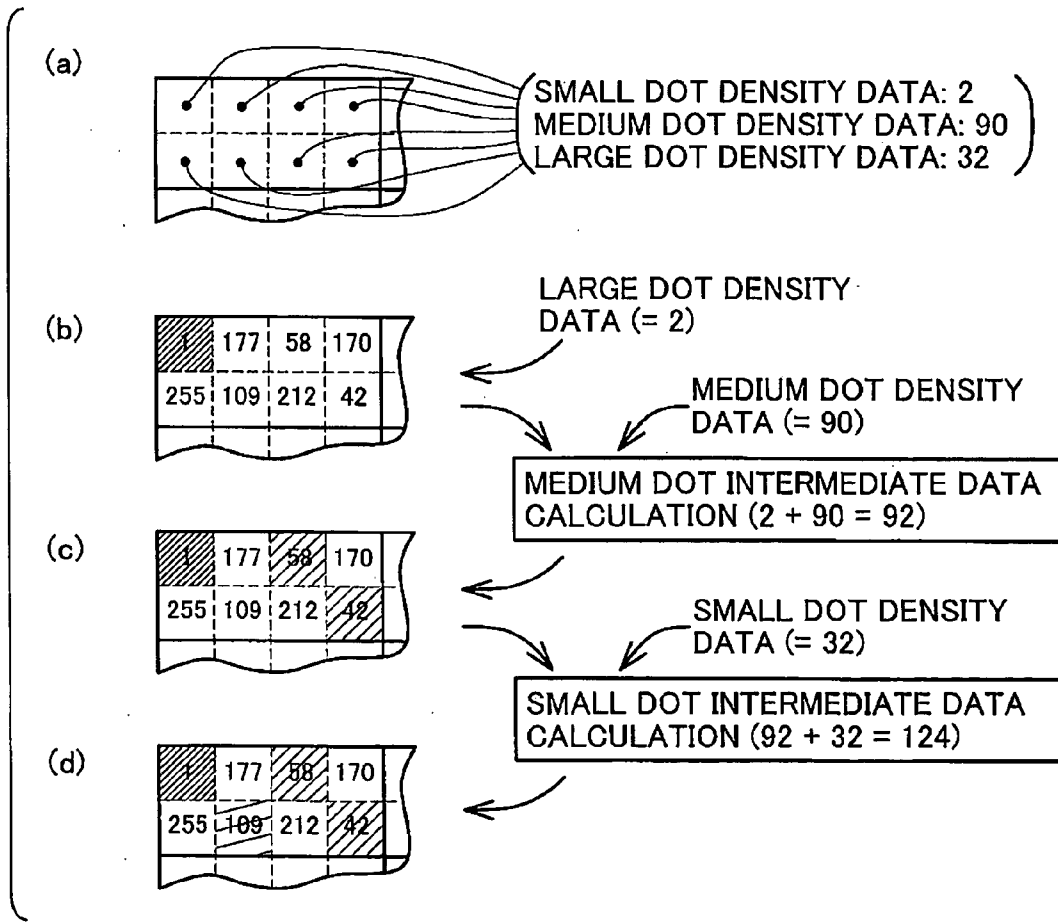 (a)
SMALL DOT DENSITY DATA: 2
MEDIUM DOT DENSITY DATA: 90
LARGE DOT DENSITY DATA: 32
(b)
LARGE DOT DENSITY
DATA (= 2)
1 177 58 170
255 109 212 42
MEDIUM DOT DENSITY
DATA (= 90)
MEDIUM DOT INTERMEDIATE DATA
CALCULATION (2 + 90 = 92)
(c)
1 177 58 170
255 109 212 42
SMALL DOT DENSITY
DATA (= 32)
SMALL DOT INTERMEDIATE DATA
CALCULATION (92 + 32 = 124)
(d)
1 177 58 170
255 109 212 42